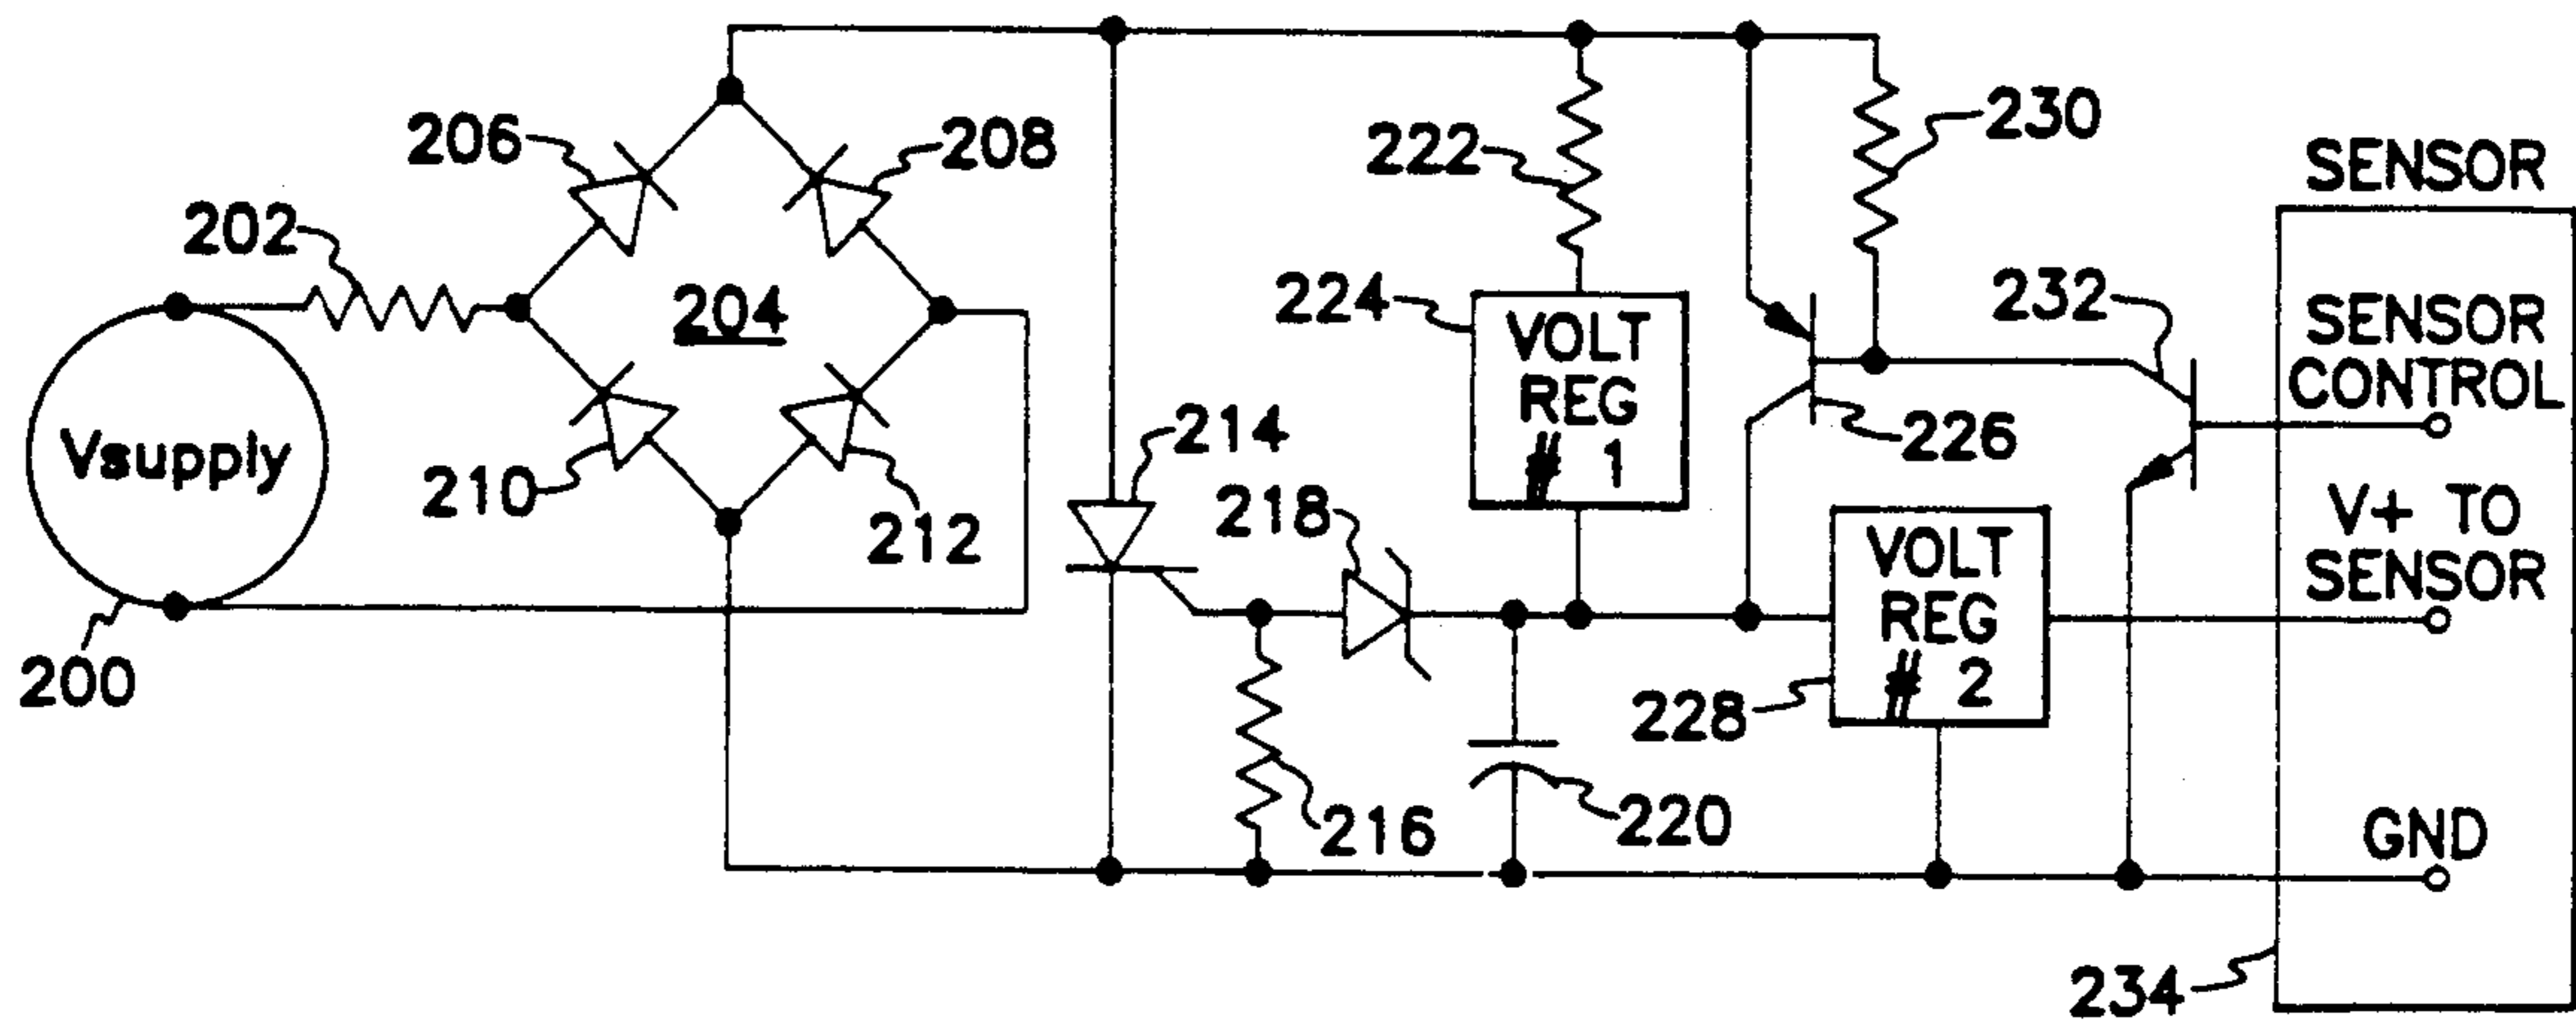 206
208
230
222
SENSOR
202
204
224
VOLT
REG
# 1
232
SENSOR
CONTROL
Vsupply
214
226
210
212
218
V+ TO
SENSOR
VOLT
REG
# 2
200
228
216
220
GND
234